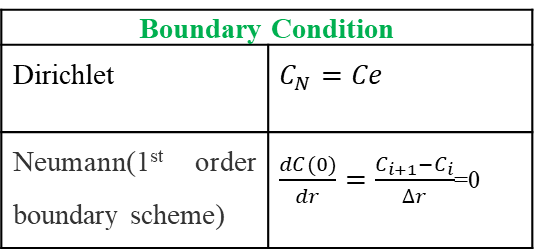 Boundary Condition
Dirichlet
C_N = Ce
Neumann(1st order
boundary scheme)
dC(0)/dr = (C_{i+1}−C_i)/Δr=0